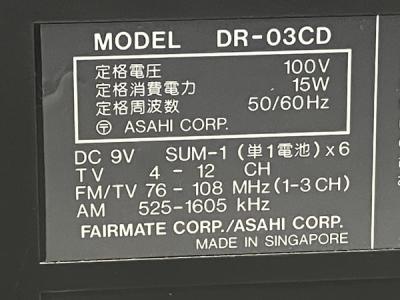 MODEL DR-03CD
定格電圧 100V
定格消費電力 15W
定格周波数 50/60Hz
〶 ASAHI CORP.
DC 9V SUM-1 (単1電池) x 6
TV 4 - 12 CH
FM/TV 76 - 108 MHz (1-3 CH)
AM 525-1605 kHz
FAIRMATE CORP./ASAHI CORP.
MADE IN SINGAPORE